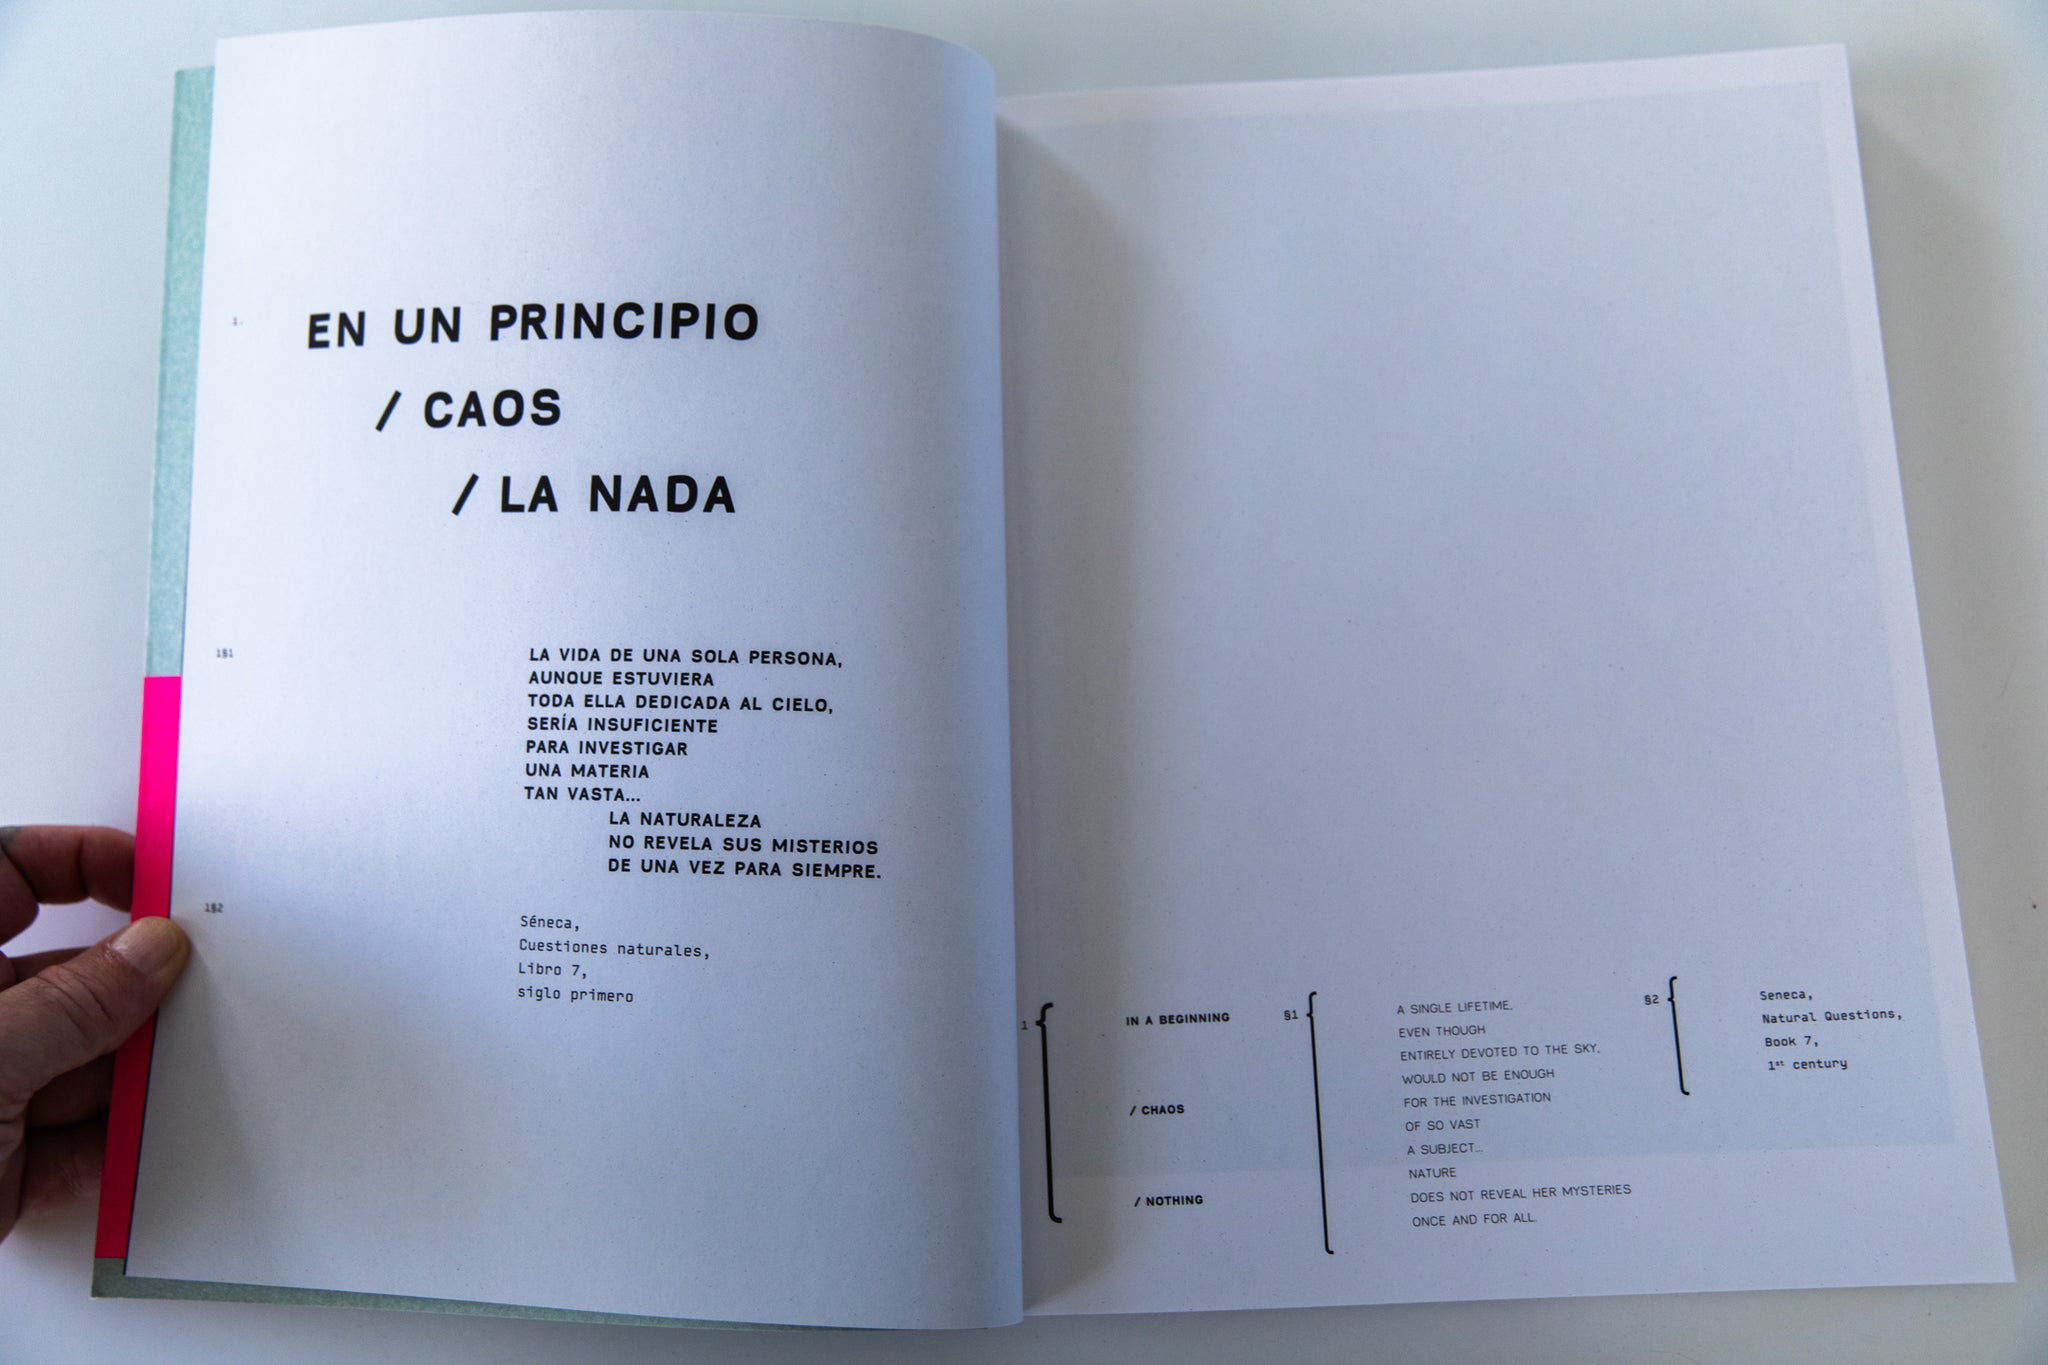 1.
EN UN PRINCIPIO
/ CAOS
/ LA NADA
1§1
LA VIDA DE UNA SOLA PERSONA,
AUNQUE ESTUVIERA
TODA ELLA DEDICADA AL CIELO,
SERÍA INSUFICIENTE
PARA INVESTIGAR
UNA MATERIA
TAN VASTA...
LA NATURALEZA
NO REVELA SUS MISTERIOS
DE UNA VEZ PARA SIEMPRE.
1§2
Séneca,
Cuestiones naturales,
Libro 7,
siglo primero
1
IN A BEGINNING
/ CHAOS
/ NOTHING
§1
A SINGLE LIFETIME,
EVEN THOUGH
ENTIRELY DEVOTED TO THE SKY,
WOULD NOT BE ENOUGH
FOR THE INVESTIGATION
OF SO VAST
A SUBJECT...
NATURE
DOES NOT REVEAL HER MYSTERIES
ONCE AND FOR ALL.
§2
Seneca,
Natural Questions,
Book 7,
1st century